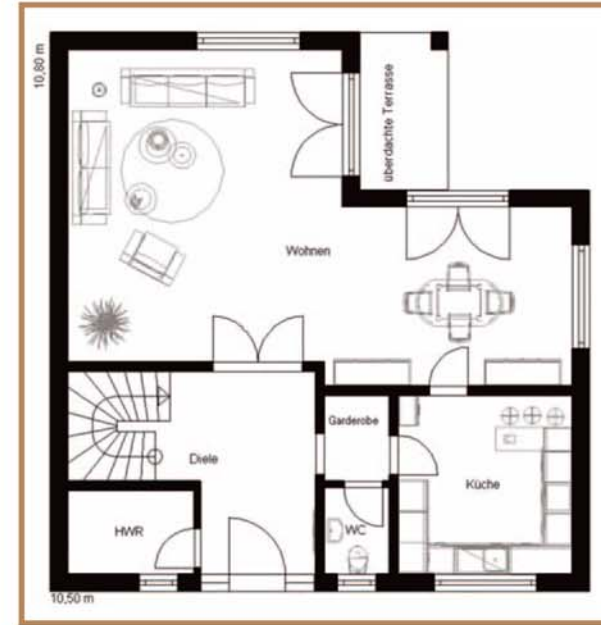 10,80 m
überdachte Terrasse
Wohnen
Garderobe
Diele
Küche
HWR
WC
10,50 m